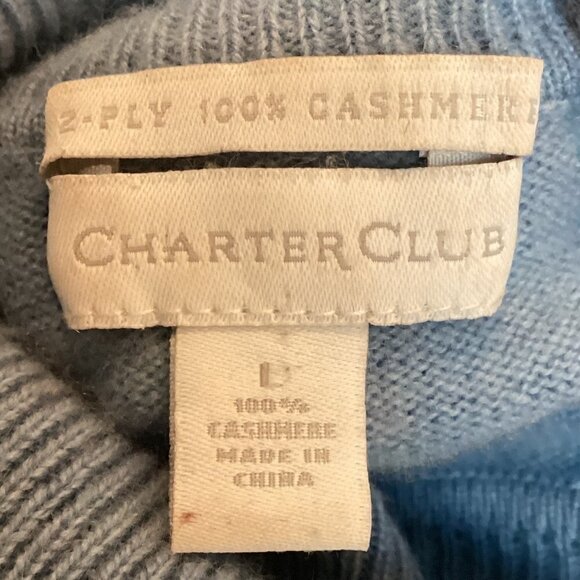 2-PLY 100% CASHMERE
CHARTER CLUB
L
100%
CASHMERE
MADE IN
CHINA